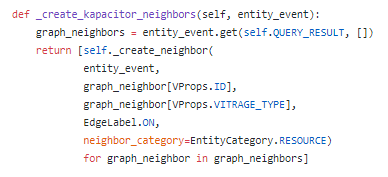 def _create_kapacitor_neighbors(self, entity_event):
    graph_neighbors = entity_event.get(self.QUERY_RESULT, [])
    return [self._create_neighbor(
            entity_event,
            graph_neighbor[VProps.ID],
            graph_neighbor[VProps.VITRAGE_TYPE],
            EdgeLabel.ON,
            neighbor_category=EntityCategory.RESOURCE)
            for graph_neighbor in graph_neighbors]